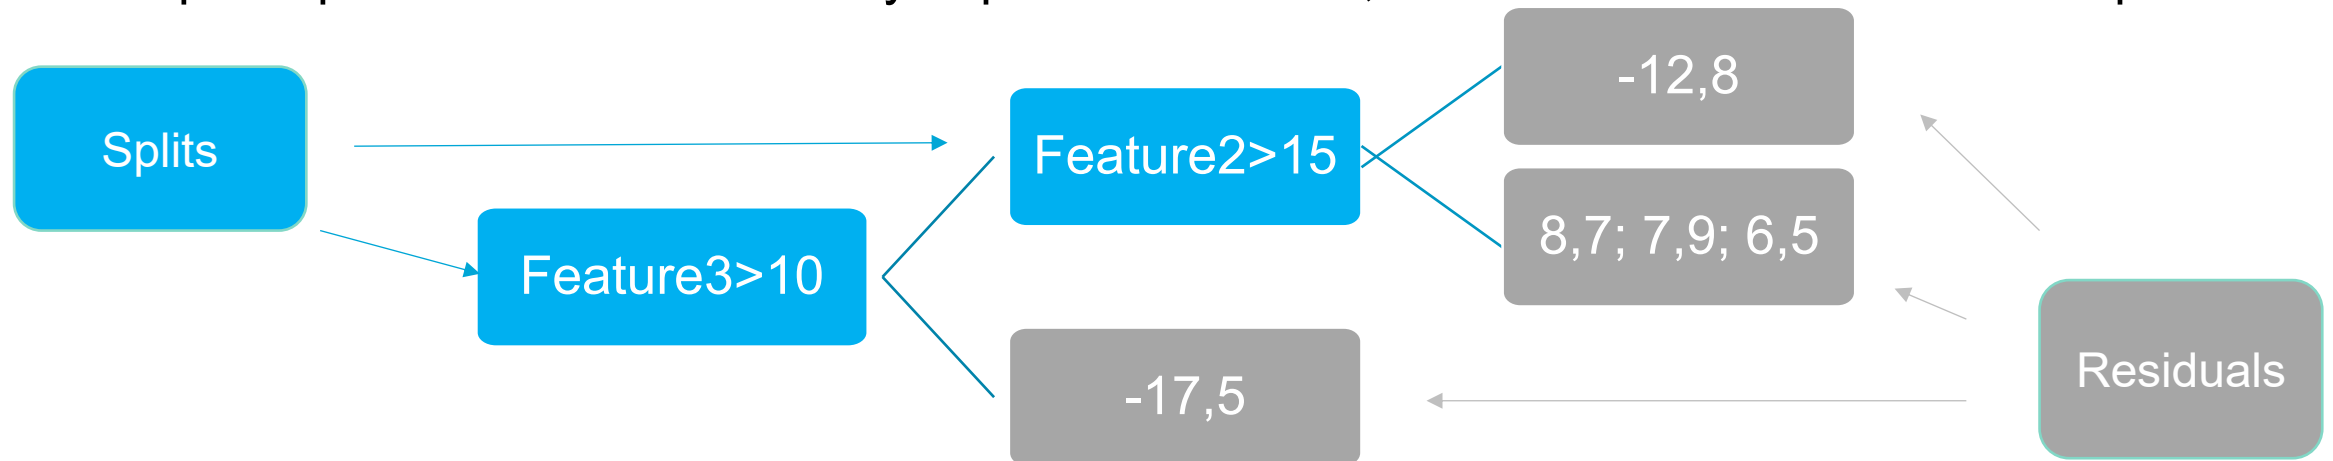 Splits
Feature3>10
Feature2>15
-12,8
8,7; 7,9; 6,5
-17,5
Residuals